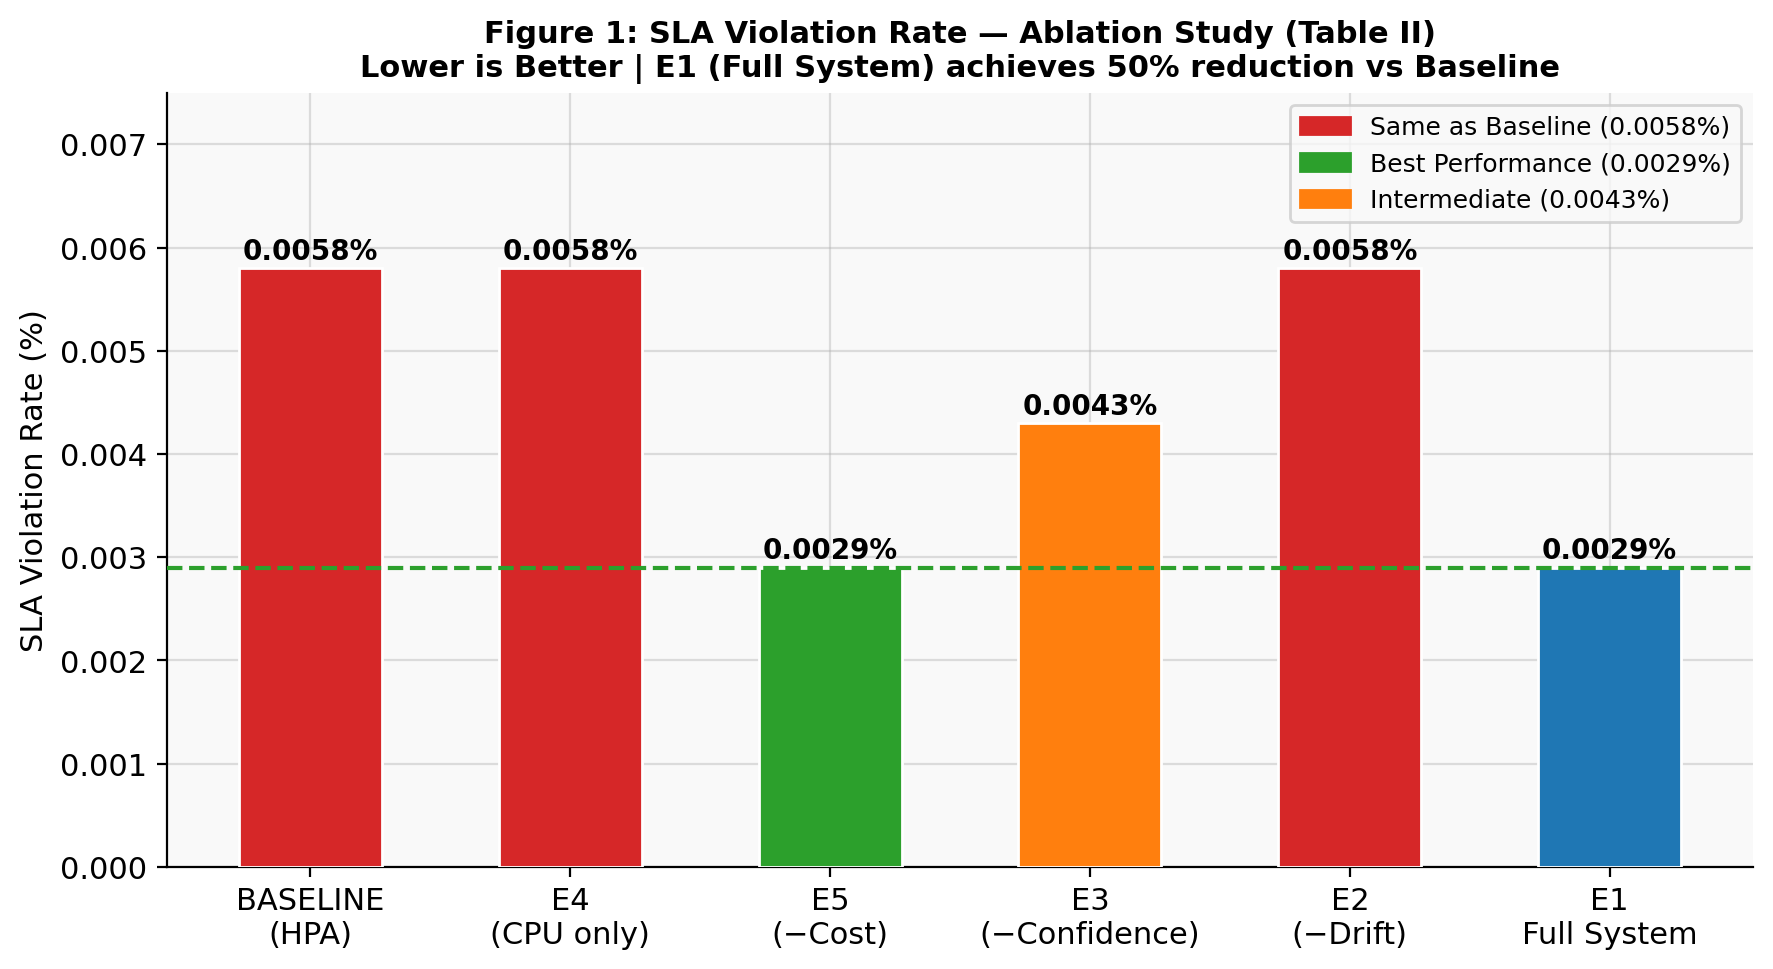 Figure 1: SLA Violation Rate — Ablation Study (Table II)
Lower is Better | E1 (Full System) achieves 50% reduction vs Baseline
Same as Baseline (0.0058%)
Best Performance (0.0029%)
Intermediate (0.0043%)
SLA Violation Rate (%)
0.007
0.006
0.005
0.004
0.003
0.002
0.001
0.000
0.0058%
0.0058%
0.0029%
0.0043%
0.0058%
0.0029%
BASELINE
(HPA)
E4
(CPU only)
E5
(−Cost)
E3
(−Confidence)
E2
(−Drift)
E1
Full System